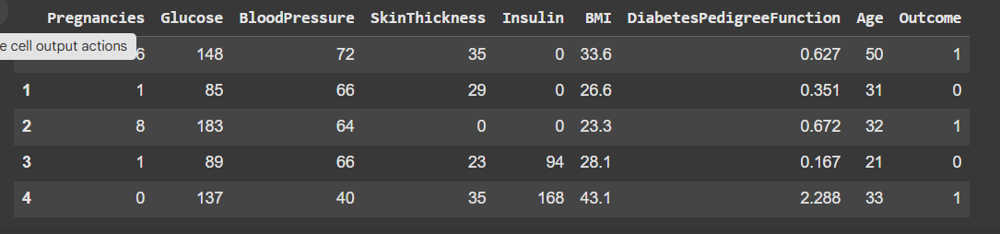 Pregnancies Glucose BloodPressure SkinThickness Insulin BMI DiabetesPedigreeFunction Age Outcome
e cell output actions
6 148 72 35 0 33.6 0.627 50 1
1 1 85 66 29 0 26.6 0.351 31 0
2 8 183 64 0 0 23.3 0.672 32 1
3 1 89 66 23 94 28.1 0.167 21 0
4 0 137 40 35 168 43.1 2.288 33 1